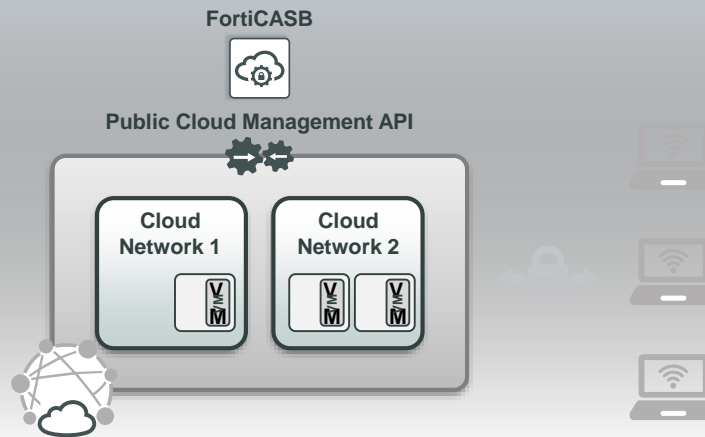 FortiCASB
Public Cloud Management API
Cloud
Network 1
Cloud
Network 2
VM
VM
VM